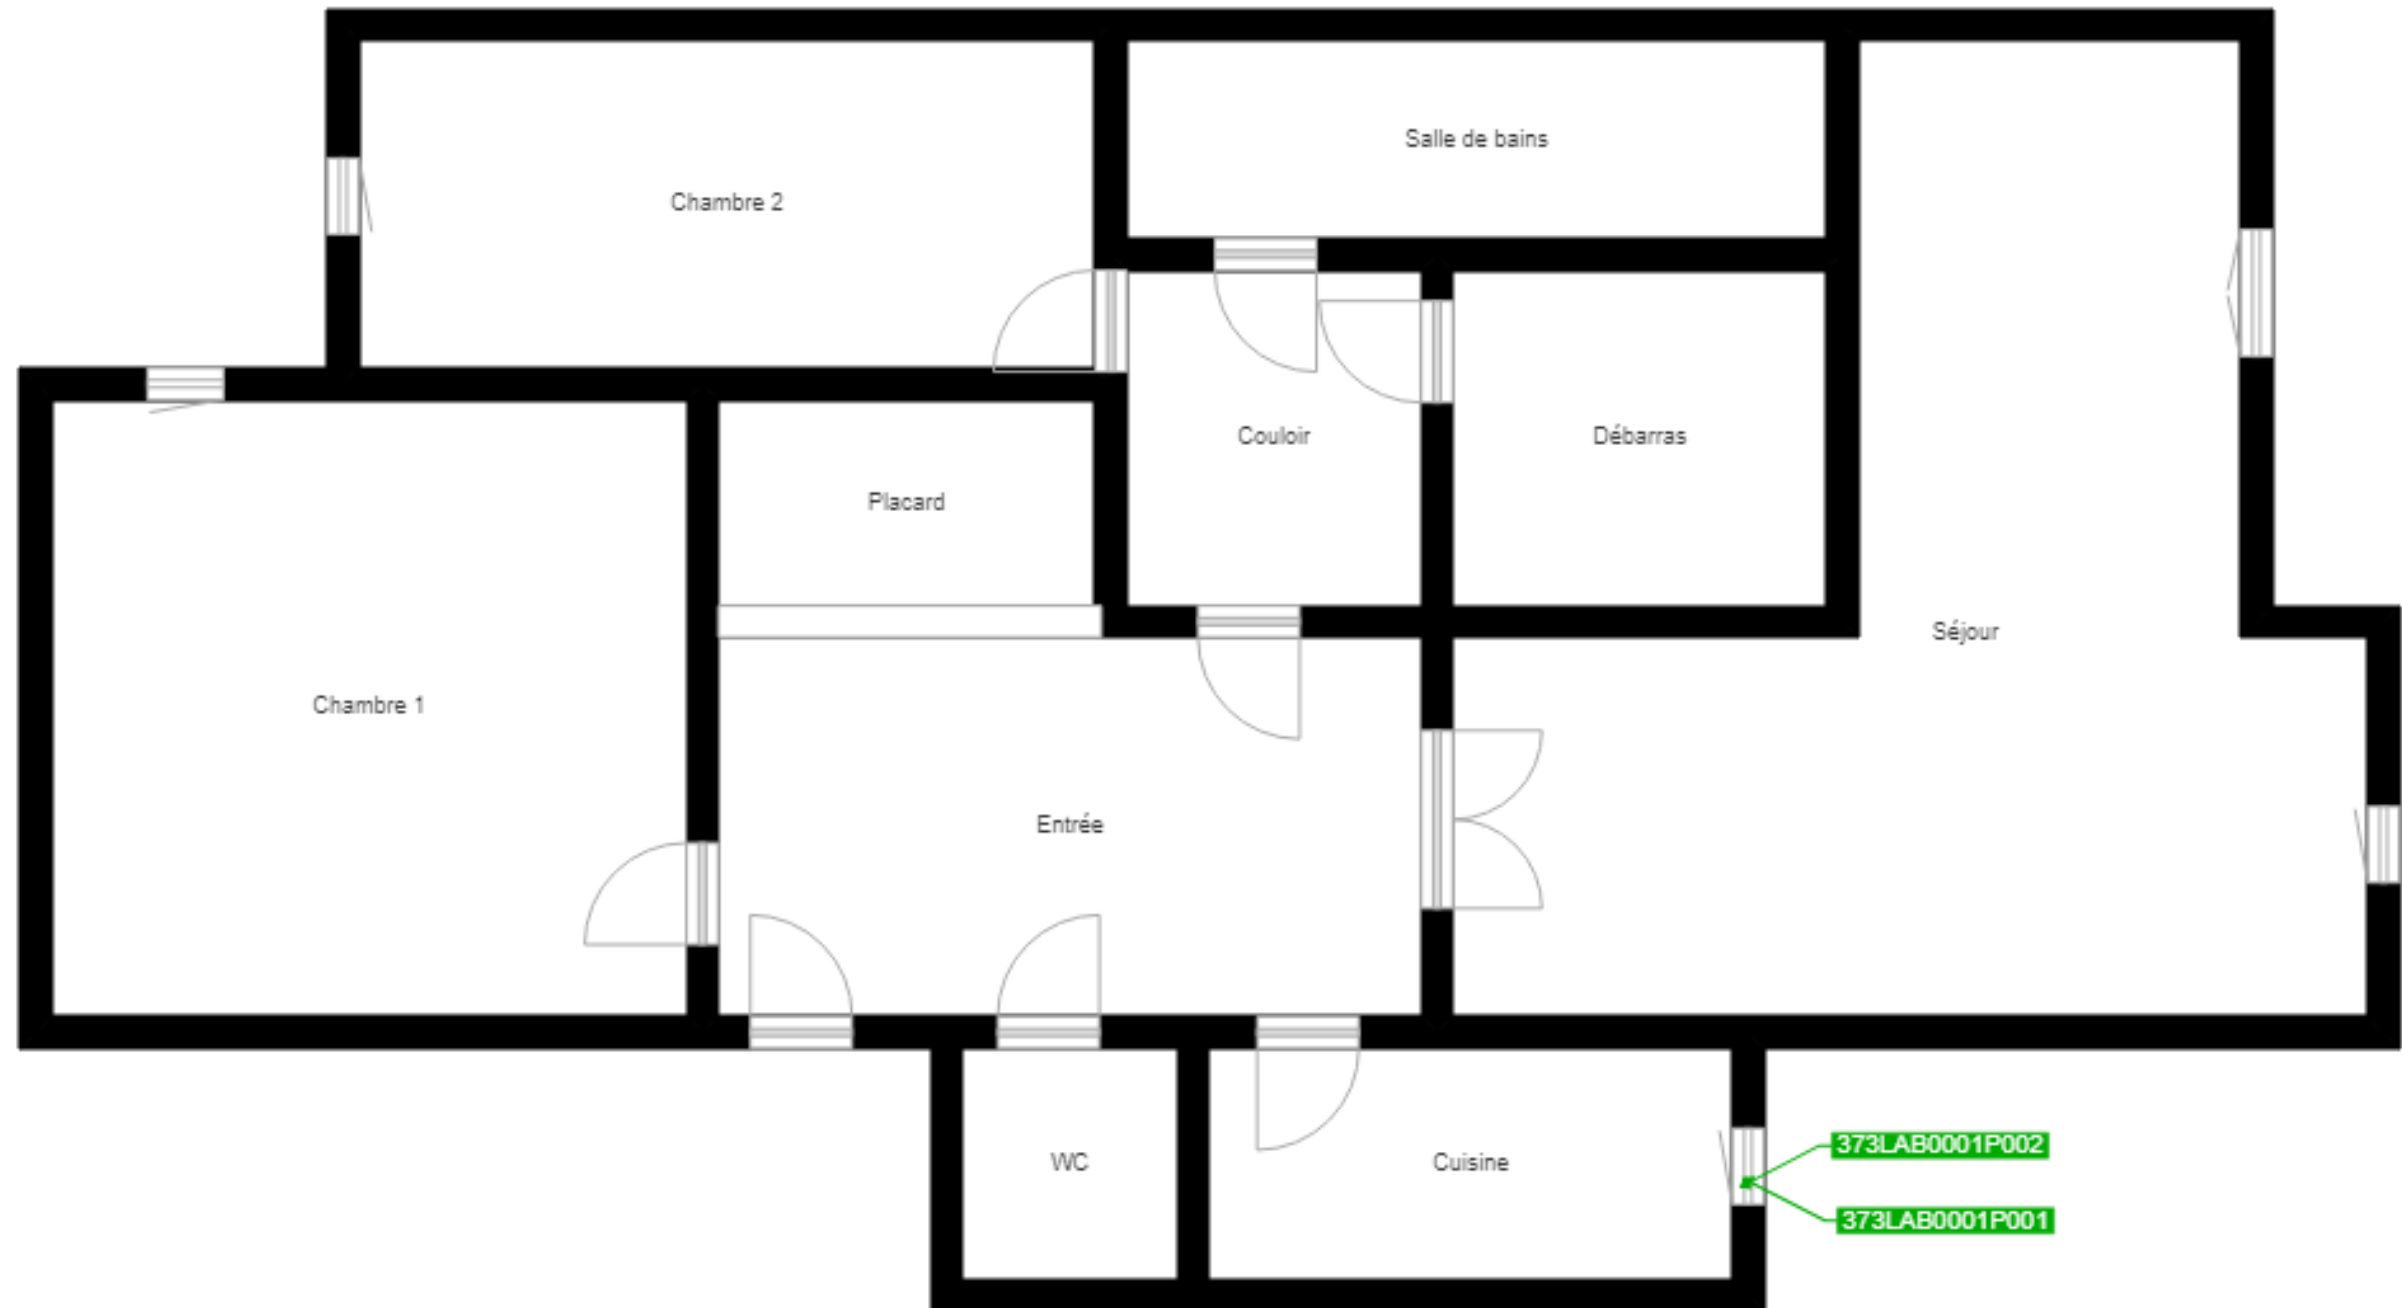 Salle de bains
Chambre 2
Couloir
Débarras
Placard
Séjour
Chambre 1
Entrée
373LAB0001P002
WC
Cuisine
373LAB0001P001